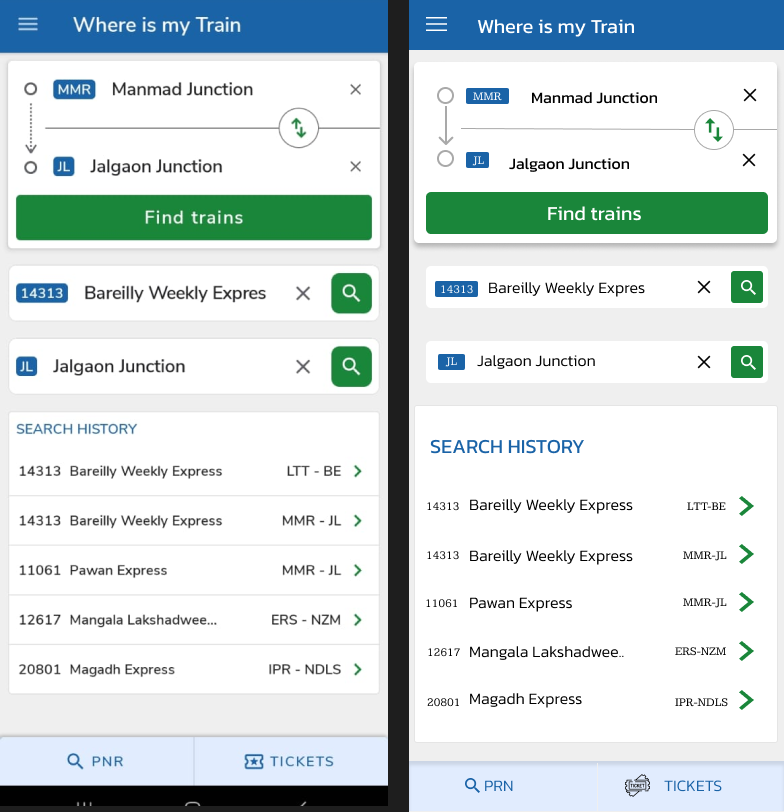 Where is my Train
MMR Manmad Junction
JL Jalgaon Junction
Find trains
14313 Bareilly Weekly Expres
JL Jalgaon Junction
SEARCH HISTORY
14313 Bareilly Weekly Express LTT - BE
14313 Bareilly Weekly Express MMR - JL
11061 Pawan Express MMR - JL
12617 Mangala Lakshadwee... ERS - NZM
20801 Magadh Express IPR - NDLS
PNR TICKETS
Where is my Train
MMR Manmad Junction
JL Jalgaon Junction
Find trains
14313 Bareilly Weekly Expres
JL Jalgaon Junction
SEARCH HISTORY
14313 Bareilly Weekly Express LTT-BE
14313 Bareilly Weekly Express MMR-JL
11061 Pawan Express MMR-JL
12617 Mangala Lakshadwee.. ERS-NZM
20801 Magadh Express IPR-NDLS
PRN TICKET TICKETS